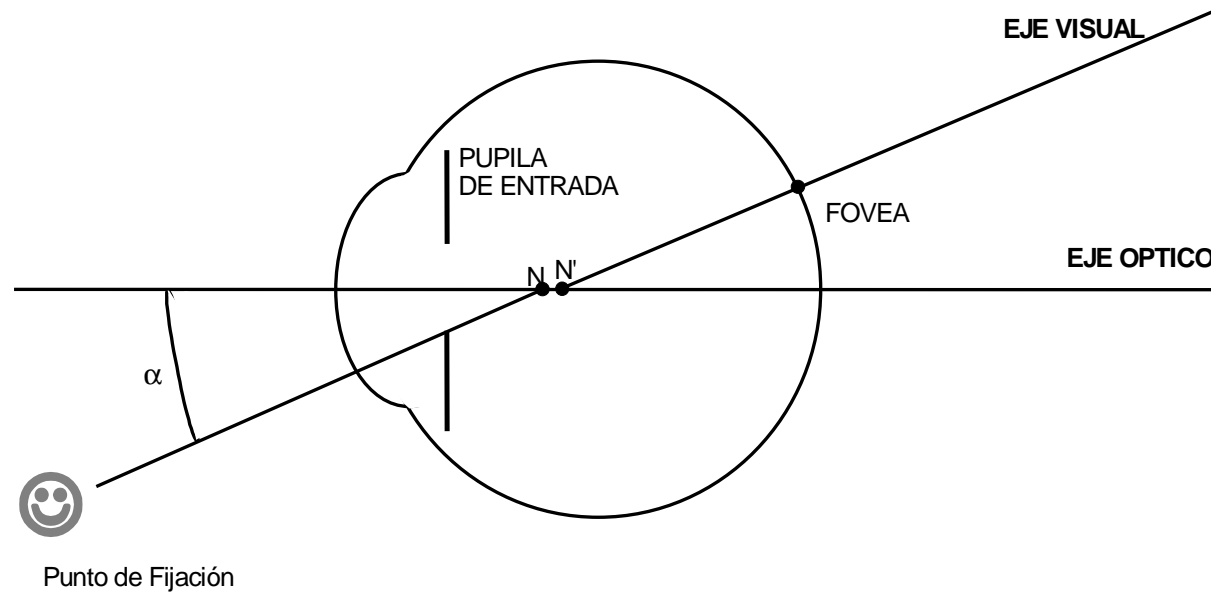 EJE VISUAL
PUPILA
DE ENTRADA
FOVEA
EJE OPTICO
N N'
α
Punto de Fijación